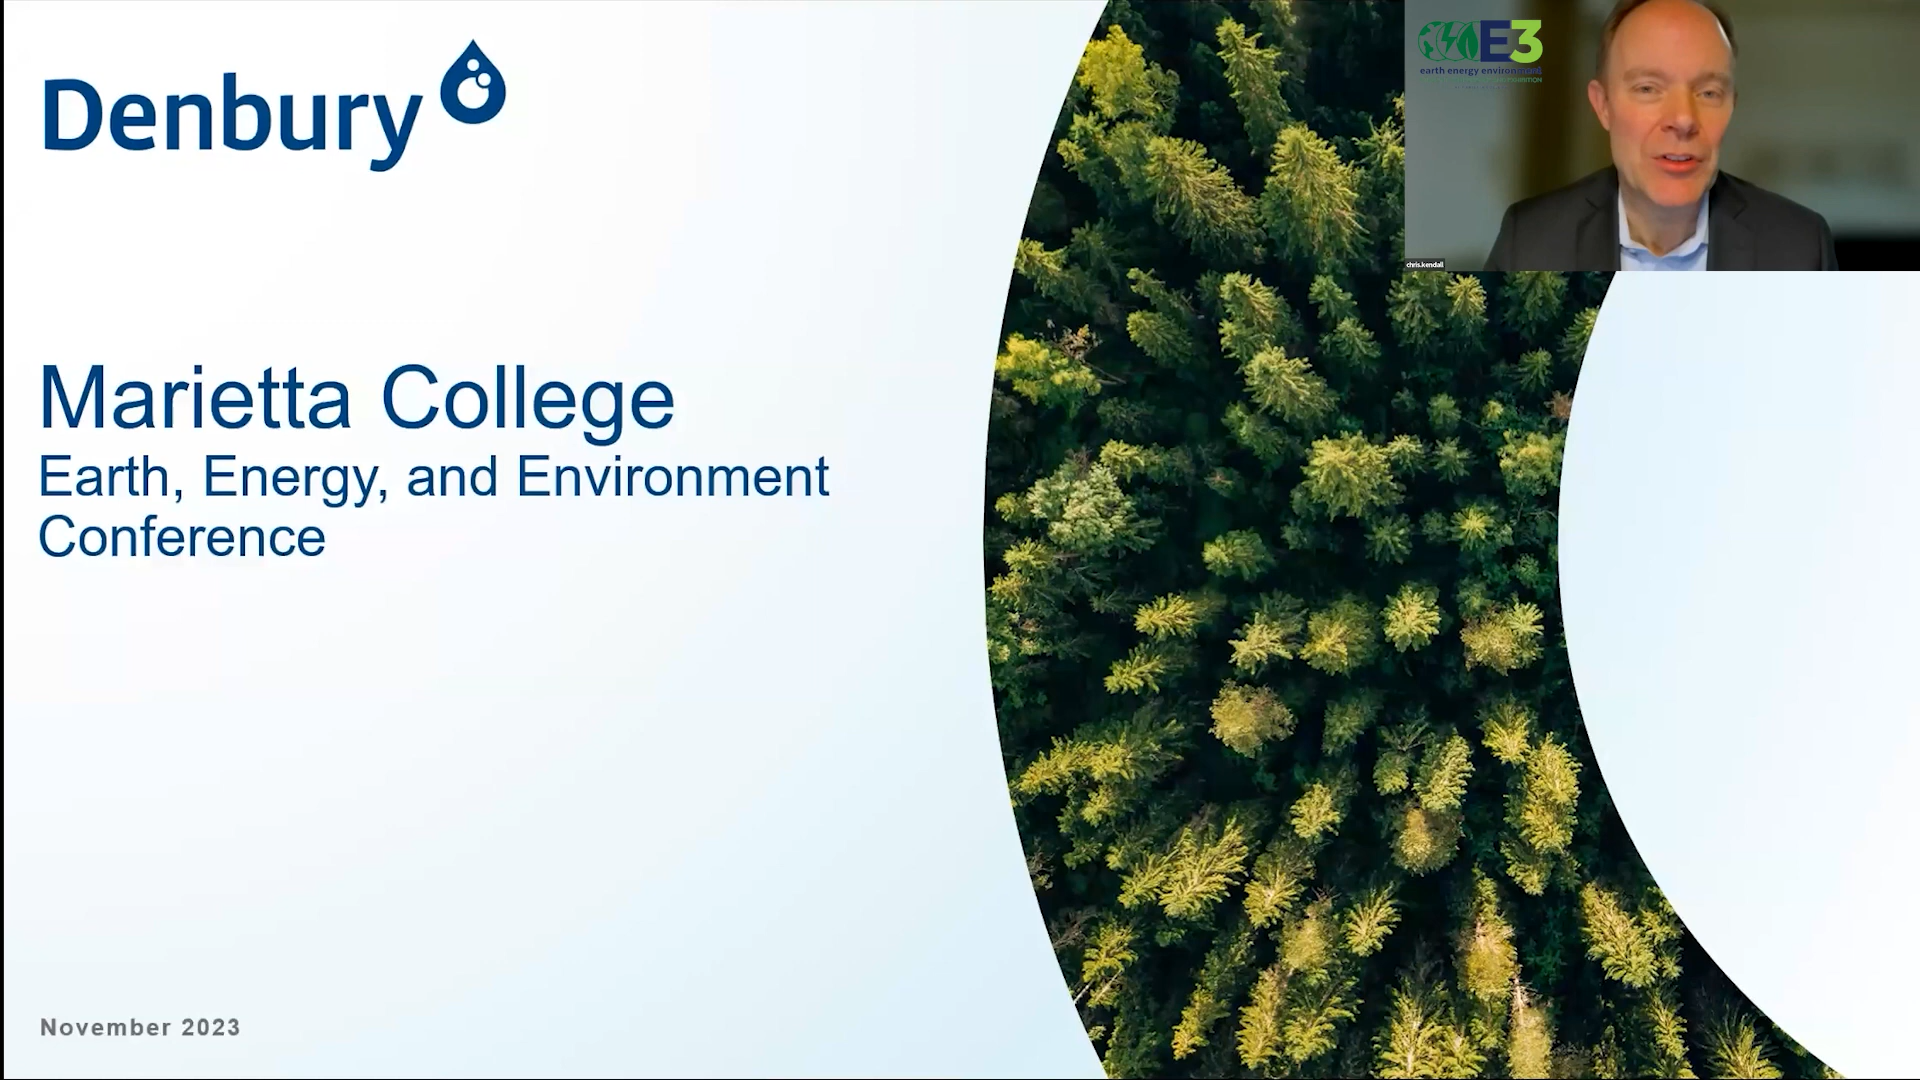 Denbury
Marietta College
Earth, Energy, and Environment
Conference
November 2023
E3
earth energy environment
chris.kendall